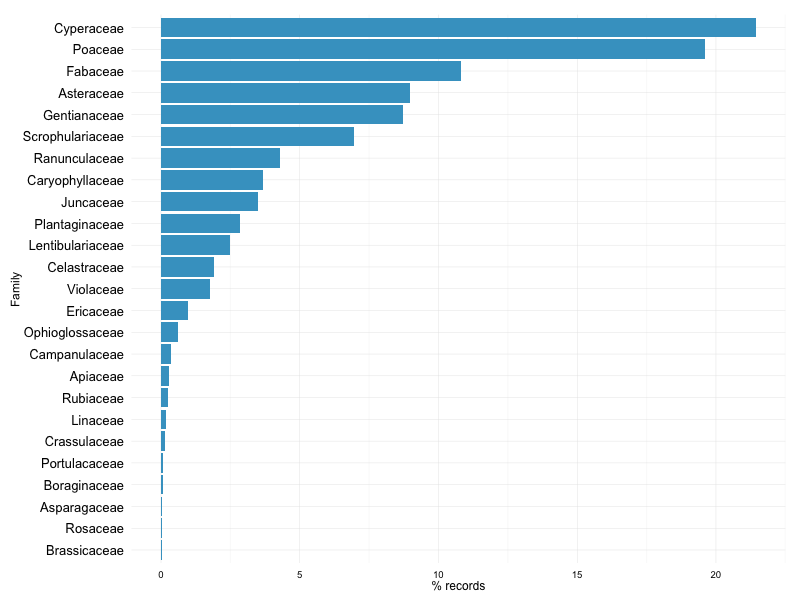 Cyperaceae
Poaceae
Fabaceae
Asteraceae
Gentianaceae
Scrophulariaceae
Ranunculaceae
Caryophyllaceae
Juncaceae
Plantaginaceae
Lentibulariaceae
Celastraceae
Violaceae
Ericaceae
Ophioglossaceae
Campanulaceae
Apiaceae
Rubiaceae
Linaceae
Crassulaceae
Portulacaceae
Boraginaceae
Asparagaceae
Rosaceae
Brassicaceae
Family
0 5 10 15 20
% records